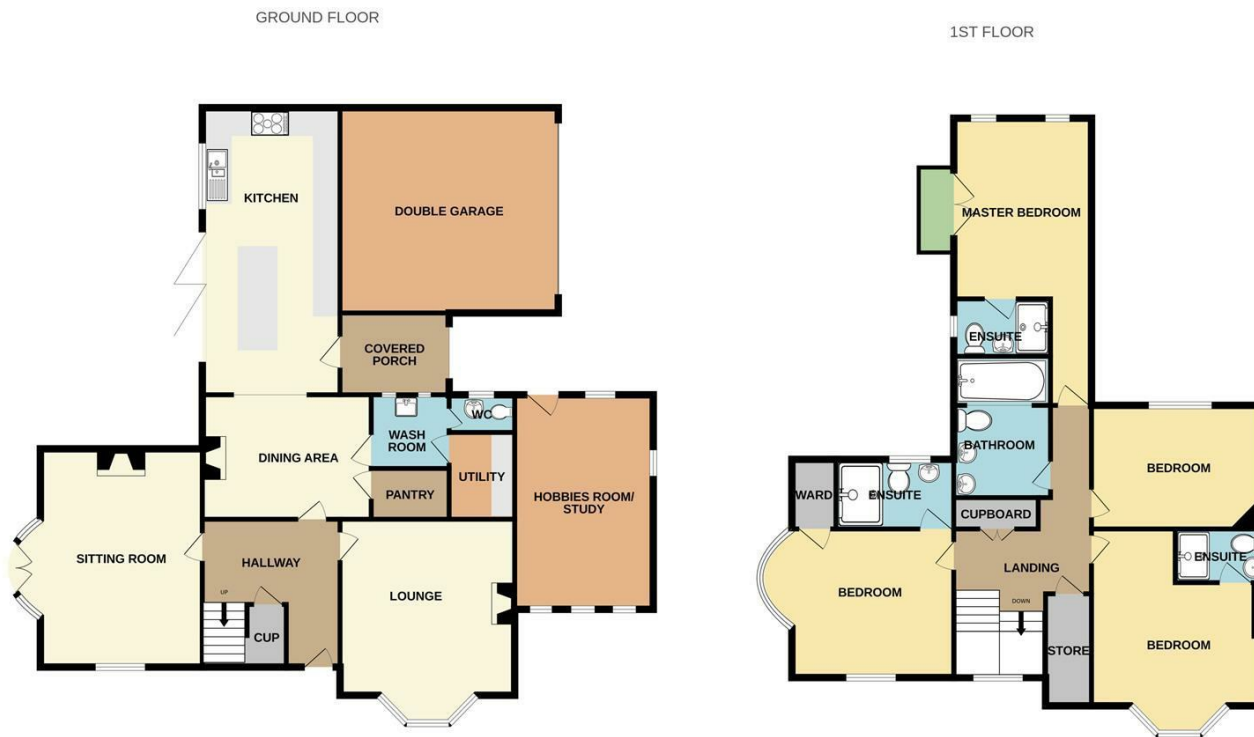 GROUND FLOOR
KITCHEN
DOUBLE GARAGE
COVERED
PORCH
WC
WASH
ROOM
DINING AREA
UTILITY
PANTRY
HOBBIES ROOM/
STUDY
SITTING ROOM
HALLWAY
UP
CUP
LOUNGE
1ST FLOOR
MASTER BEDROOM
ENSUITE
BATHROOM
BEDROOM
WARD
ENSUITE
CUPBOARD
ENSUITE
LANDING
BEDROOM
DOWN
STORE
BEDROOM